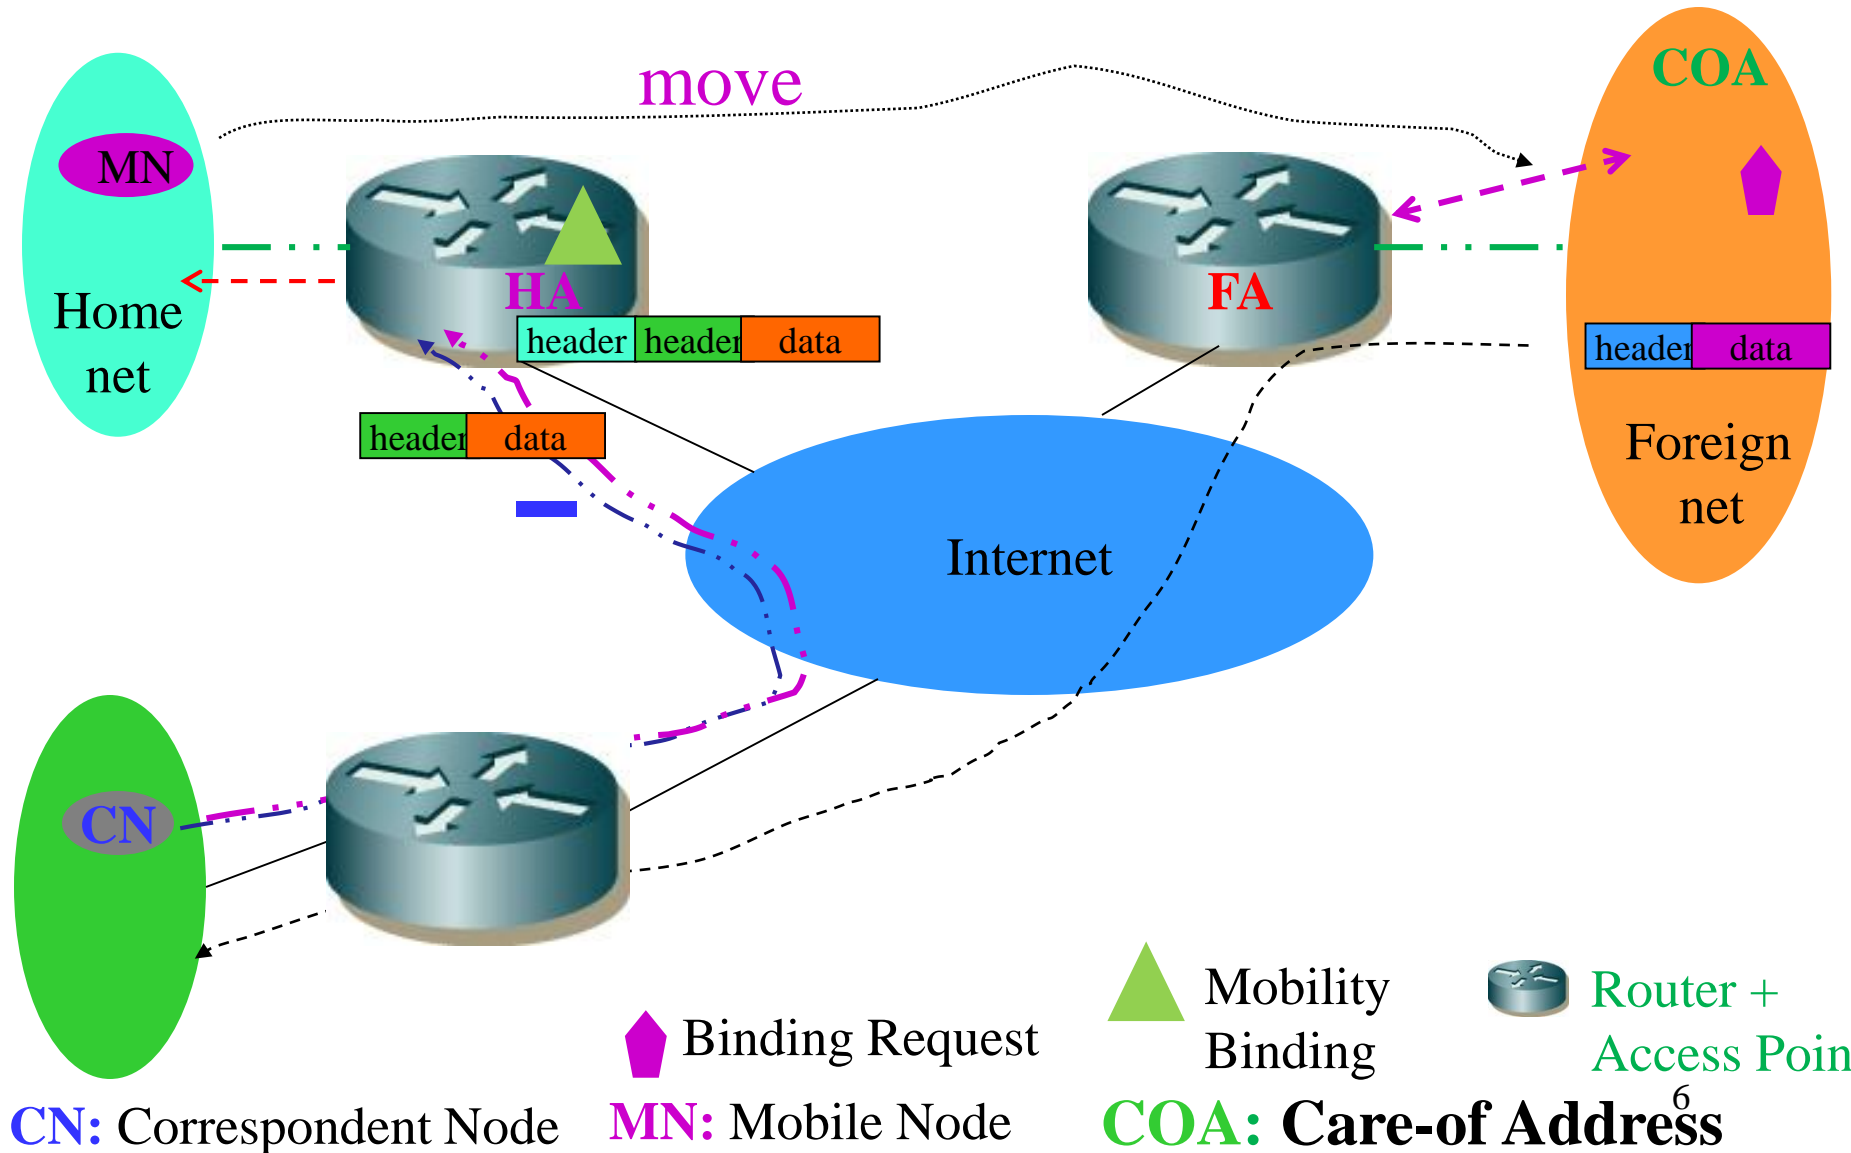 move
COA
MN
HA
FA
Home
net
header header data
header data
header data
Foreign
net
Internet
CN
Mobility
Binding
Router +
Access Poin
Binding Request
6
CN: Correspondent Node
MN: Mobile Node
COA: Care-of Address